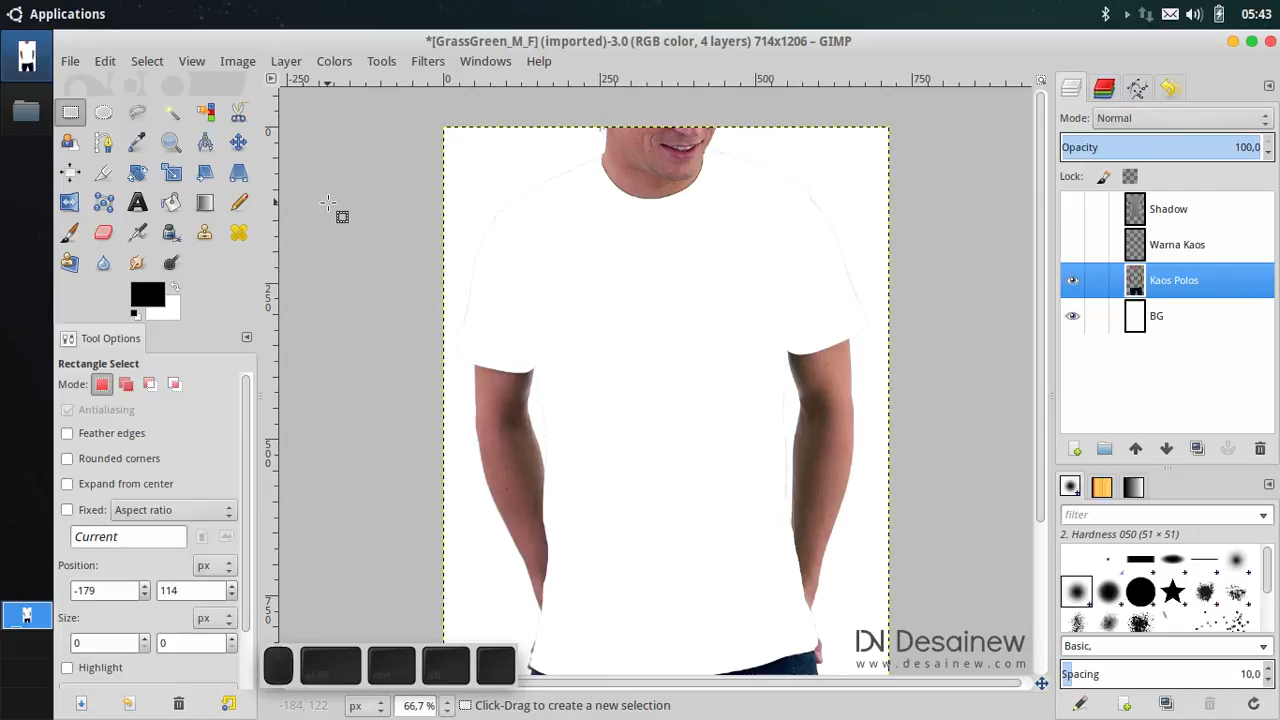 Applications
05:43
*[GrassGreen_M_F] (imported)-3.0 (RGB color, 4 layers) 714x1206 – GIMP
File Edit Select View Image Layer Colors Tools Filters Windows Help
-250 0 250 500 750
0
250
500
750
Mode: Normal
Opacity 100,0
Lock:
Shadow
Warna Kaos
Kaos Polos
BG
Tool Options
Rectangle Select
Mode:
Antialiasing
Feather edges
Rounded corners
Expand from center
Fixed: Aspect ratio
Current
Position: px
-179 114
Size: px
0 0
Highlight
filter
2. Hardness 050 (51 × 51)
Basic,
Spacing 10,0
DN Desainew
www.desainew.com
-184, 122 px 66,7 % Click-Drag to create a new selection